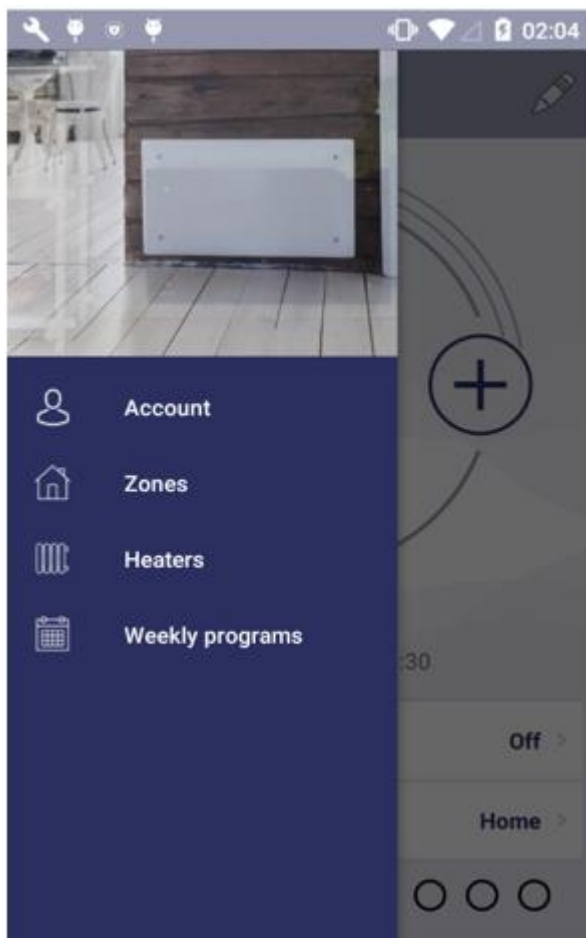 02:04
Account
Zones
Heaters
Weekly programs
:30
Off
Home